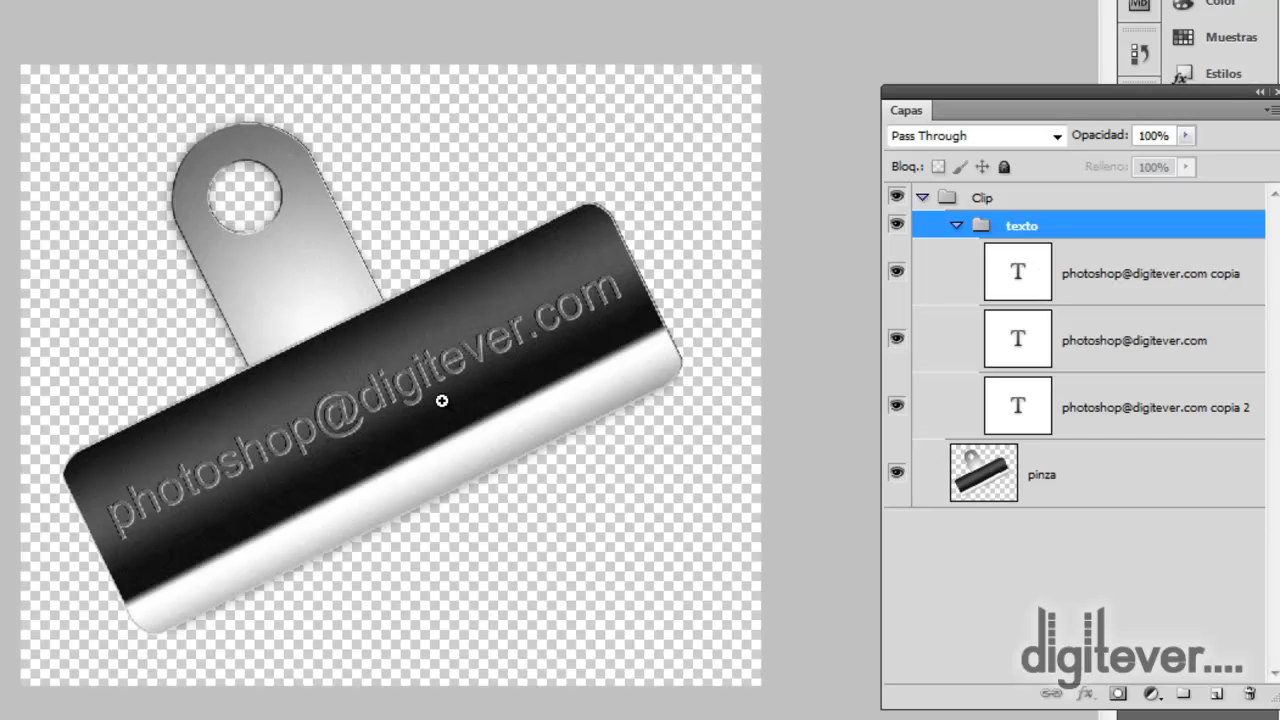 Color
Muestras
Estilos
Capas
Pass Through
Opacidad: 100%
Bloq.:
Relleno: 100%
Clip
texto
T photoshop@digitever.com copia
T photoshop@digitever.com
T photoshop@digitever.com copia 2
pinza
photoshop@digitever.com
digitever....
fx